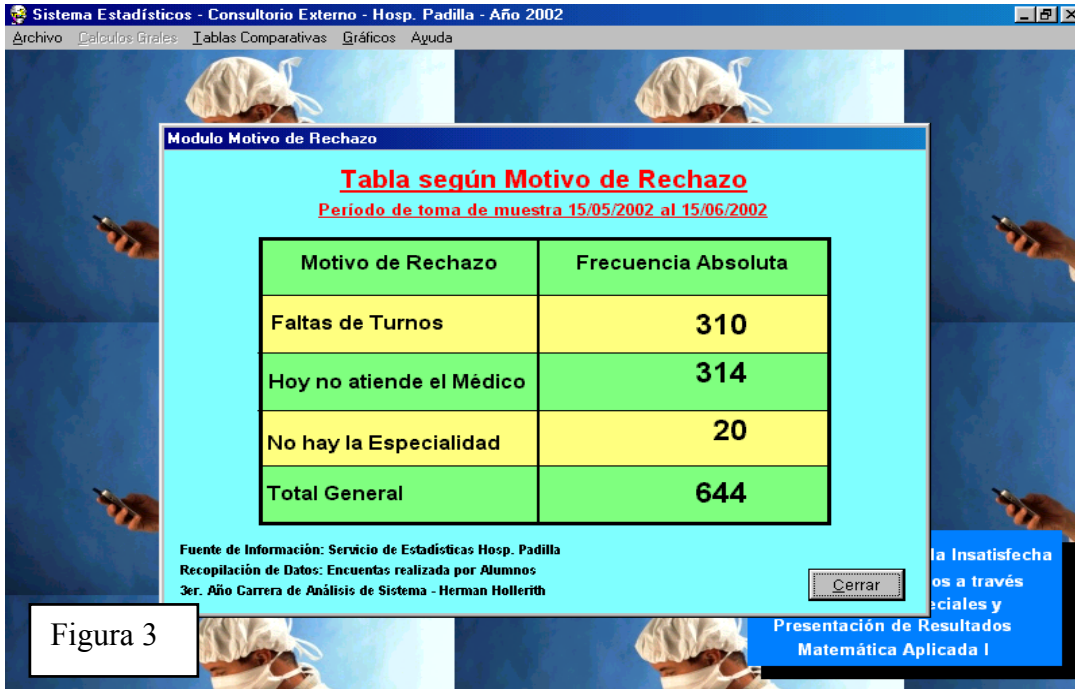 Sistema Estadísticos - Consultorio Externo - Hosp. Padilla - Año 2002
Archivo Calculos Grales Tablas Comparativas Gráficos Ayuda
Modulo Motivo de Rechazo
Tabla según Motivo de Rechazo
Período de toma de muestra 15/05/2002 al 15/06/2002
Motivo de Rechazo Frecuencia Absoluta
Faltas de Turnos 310
Hoy no atiende el Médico 314
No hay la Especialidad 20
Total General 644
Fuente de Información: Servicio de Estadísticas Hosp. Padilla
Recopilación de Datos: Encuentas realizada por Alumnos
3er. Año Carrera de Análisis de Sistema - Herman Hollerith
Cerrar
la Insatisfecha
os a través
eciales y
Presentación de Resultados
Matemática Aplicada I
Figura 3